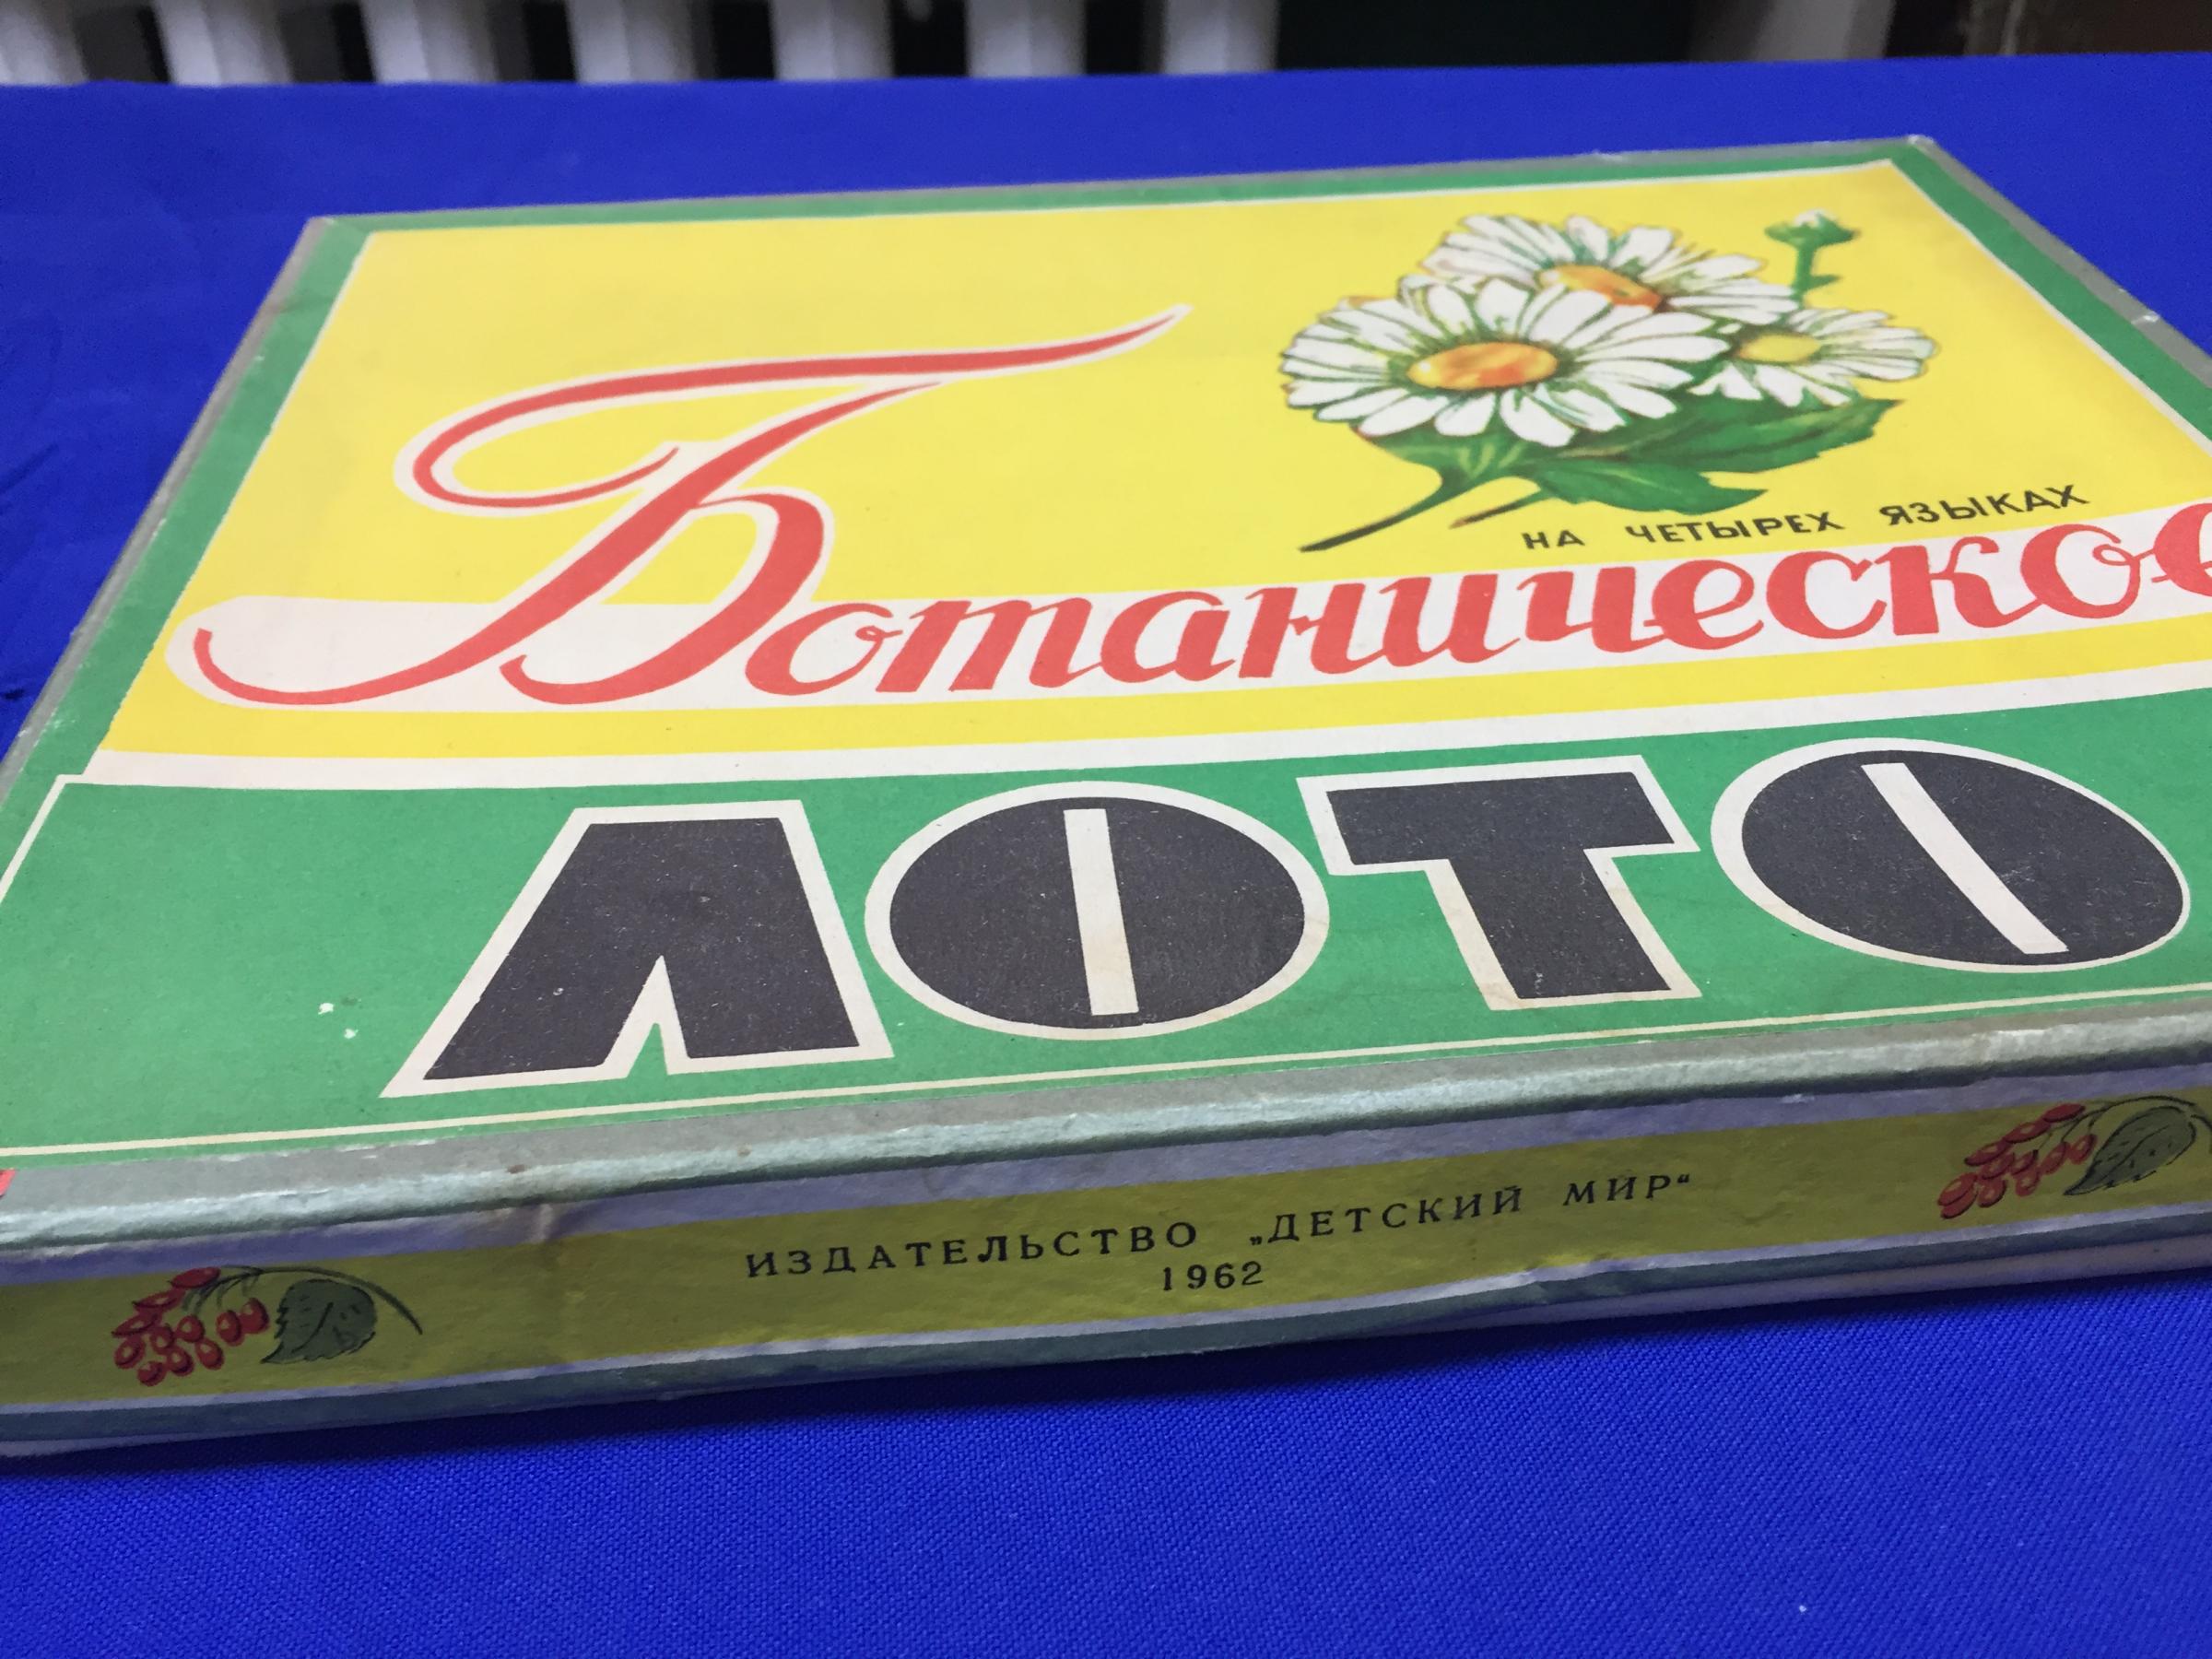 НА ЧЕТЫРЕХ ЯЗЫКАХ
Ботаническое
ЛОТО
ИЗДАТЕЛЬСТВО „ДЕТСКИЙ МИР“
1962